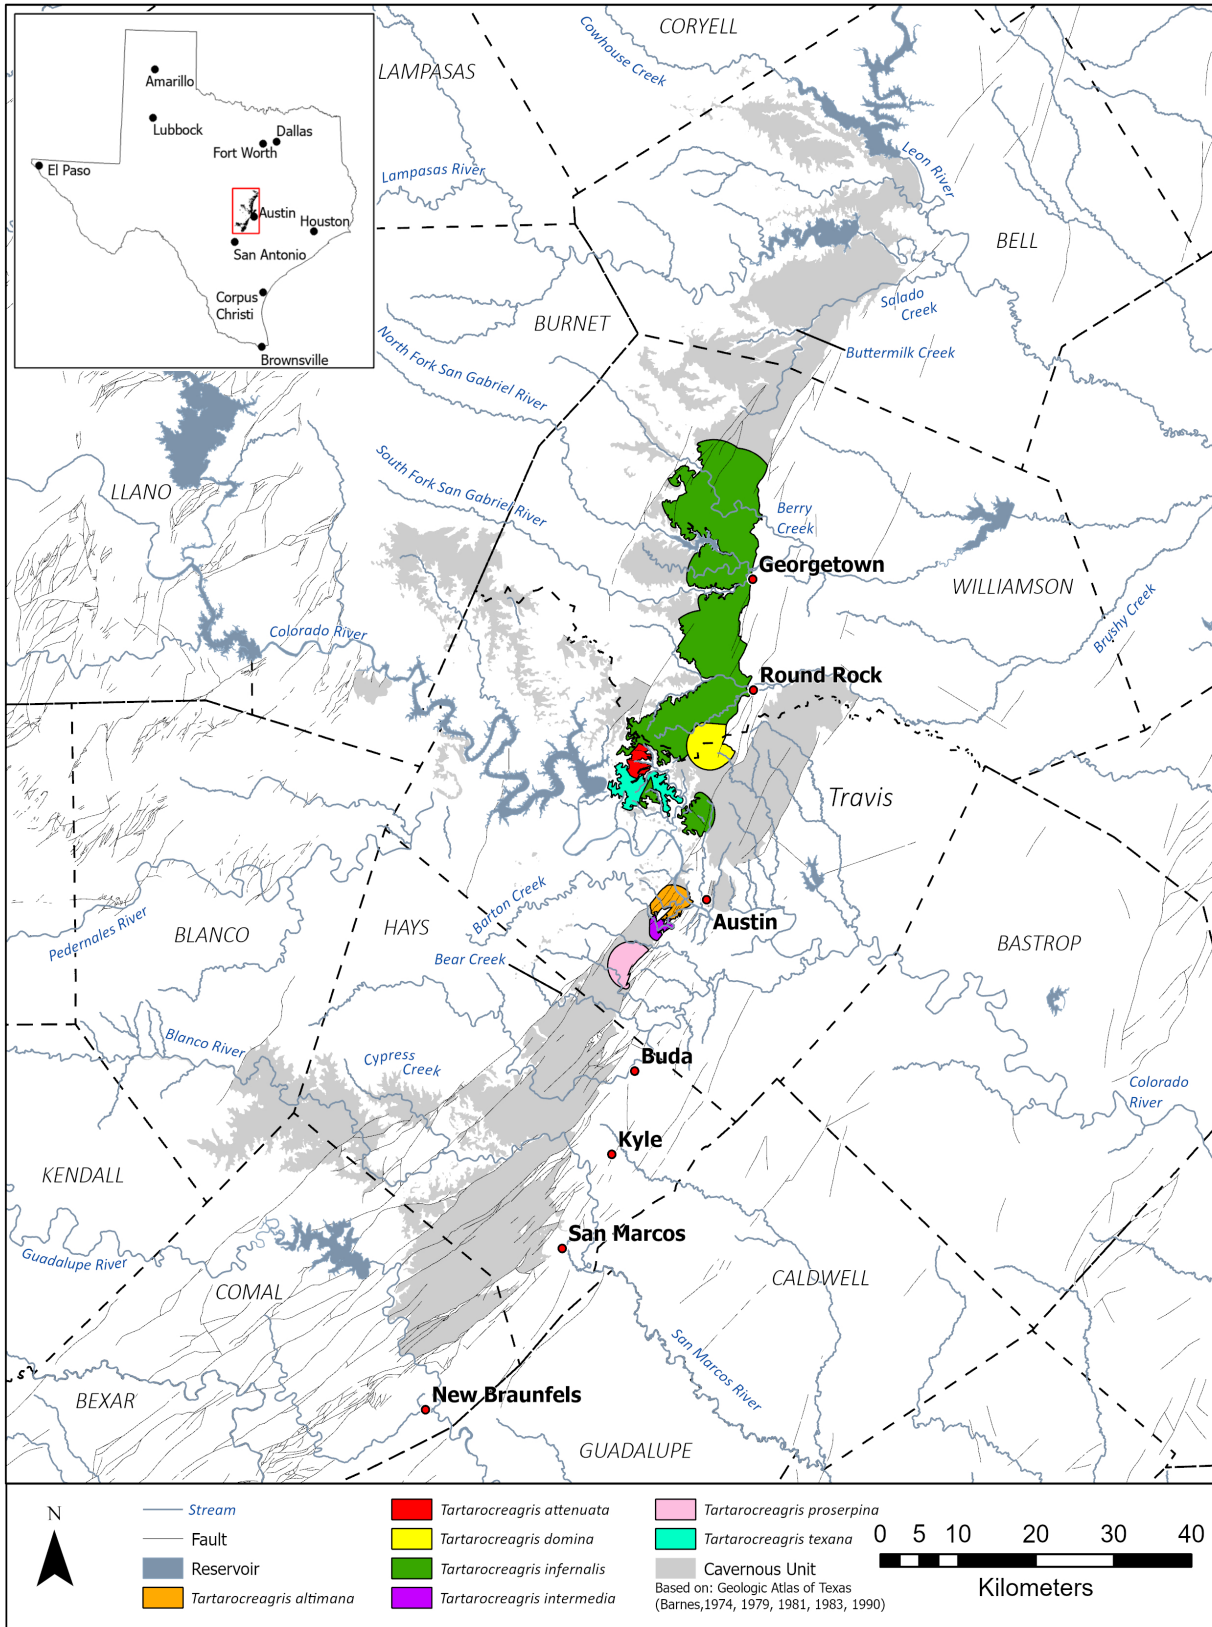 Amarillo
Lubbock
Dallas
Fort Worth
El Paso
Austin
Houston
San Antonio
Corpus
Christi
Brownsville
CORYELL
Cowhouse Creek
LAMPASAS
Leon River
Lampasas River
BELL
Salado
Creek
BURNET
Buttermilk Creek
North Fork San Gabriel River
South Fork San Gabriel River
LLANO
Berry
Creek
Georgetown
WILLIAMSON
Brushy Creek
Colorado River
Round Rock
Travis
Barton Creek
Pedernales River
BLANCO
HAYS
Austin
BASTROP
Bear Creek
Blanco River
Cypress
Creek
Buda
Colorado
River
Kyle
KENDALL
San Marcos
Guadalupe River
COMAL
CALDWELL
San Marcos River
BEXAR
New Braunfels
GUADALUPE
N
Stream
Fault
Reservoir
Tartarocreagris altimana
Tartarocreagris attenuata
Tartarocreagris domina
Tartarocreagris infernalis
Tartarocreagris intermedia
Tartarocreagris proserpina
Tartarocreagris texana
Cavernous Unit
Based on: Geologic Atlas of Texas
(Barnes,1974, 1979, 1981, 1983, 1990)
0 5 10 20 30 40
Kilometers